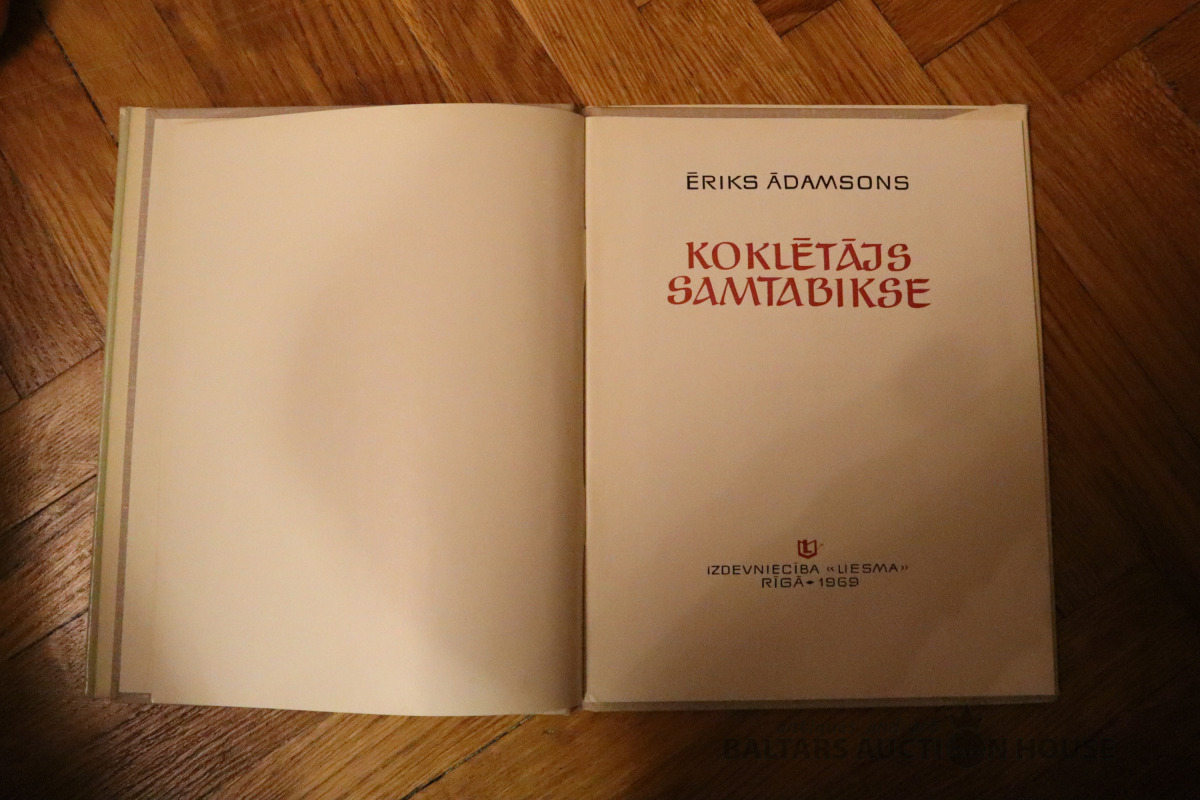 ĒRIKS ĀDAMSONS
KOKLĒTĀJS
SAMTABIKSE
L
IZDEVNIECĪBA «LIESMA»
RĪGĀ • 1969
BALTARS AUCTION HOUSE